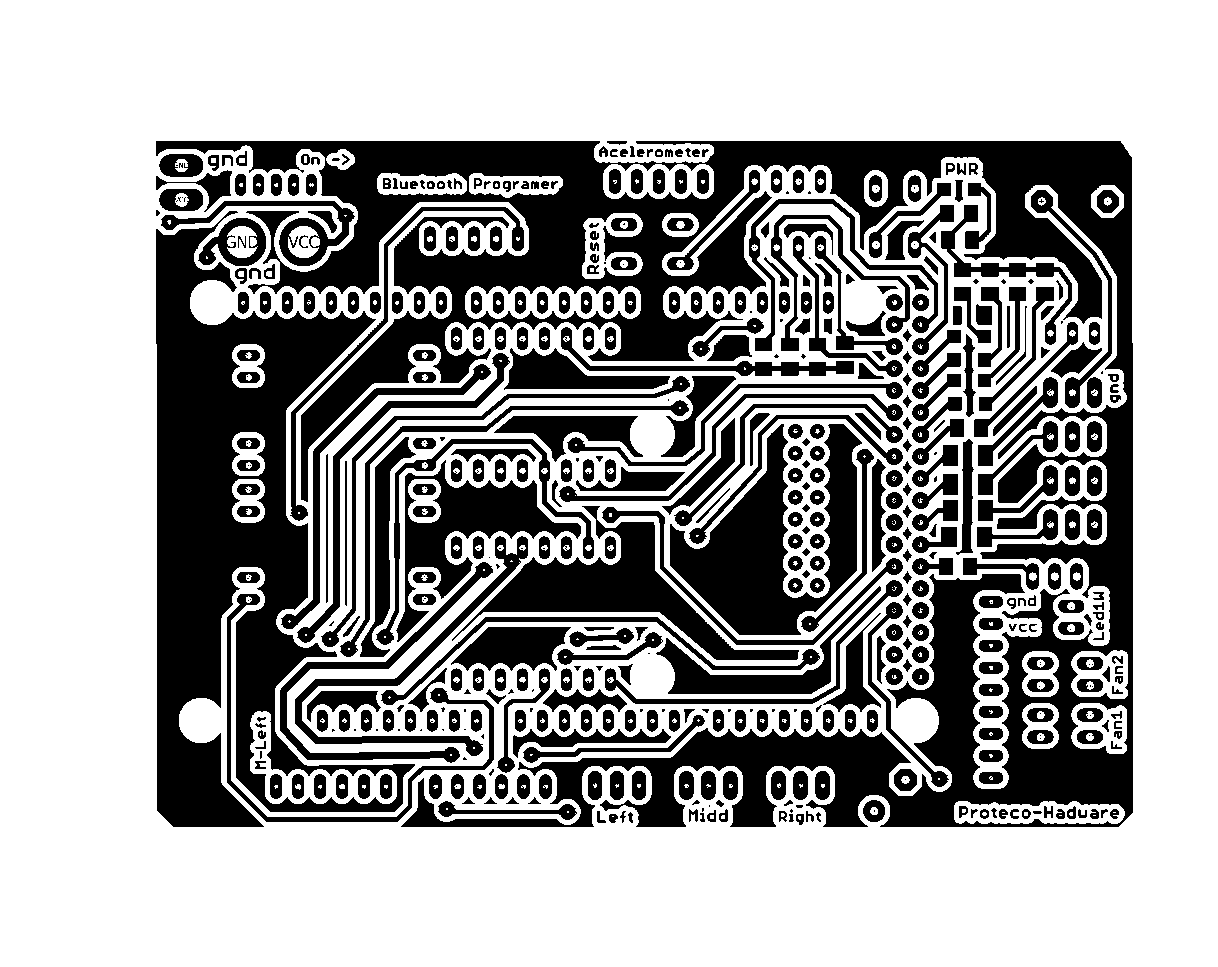 gnd
On ->
Acelerometer
Bluetooth Programer
PWR
GND
VCC
Reset
gnd
gnd
gnd
vcc
Led1W
Fan2
Fan1
M-Left
Left
Midd
Right
Proteco-Hadware